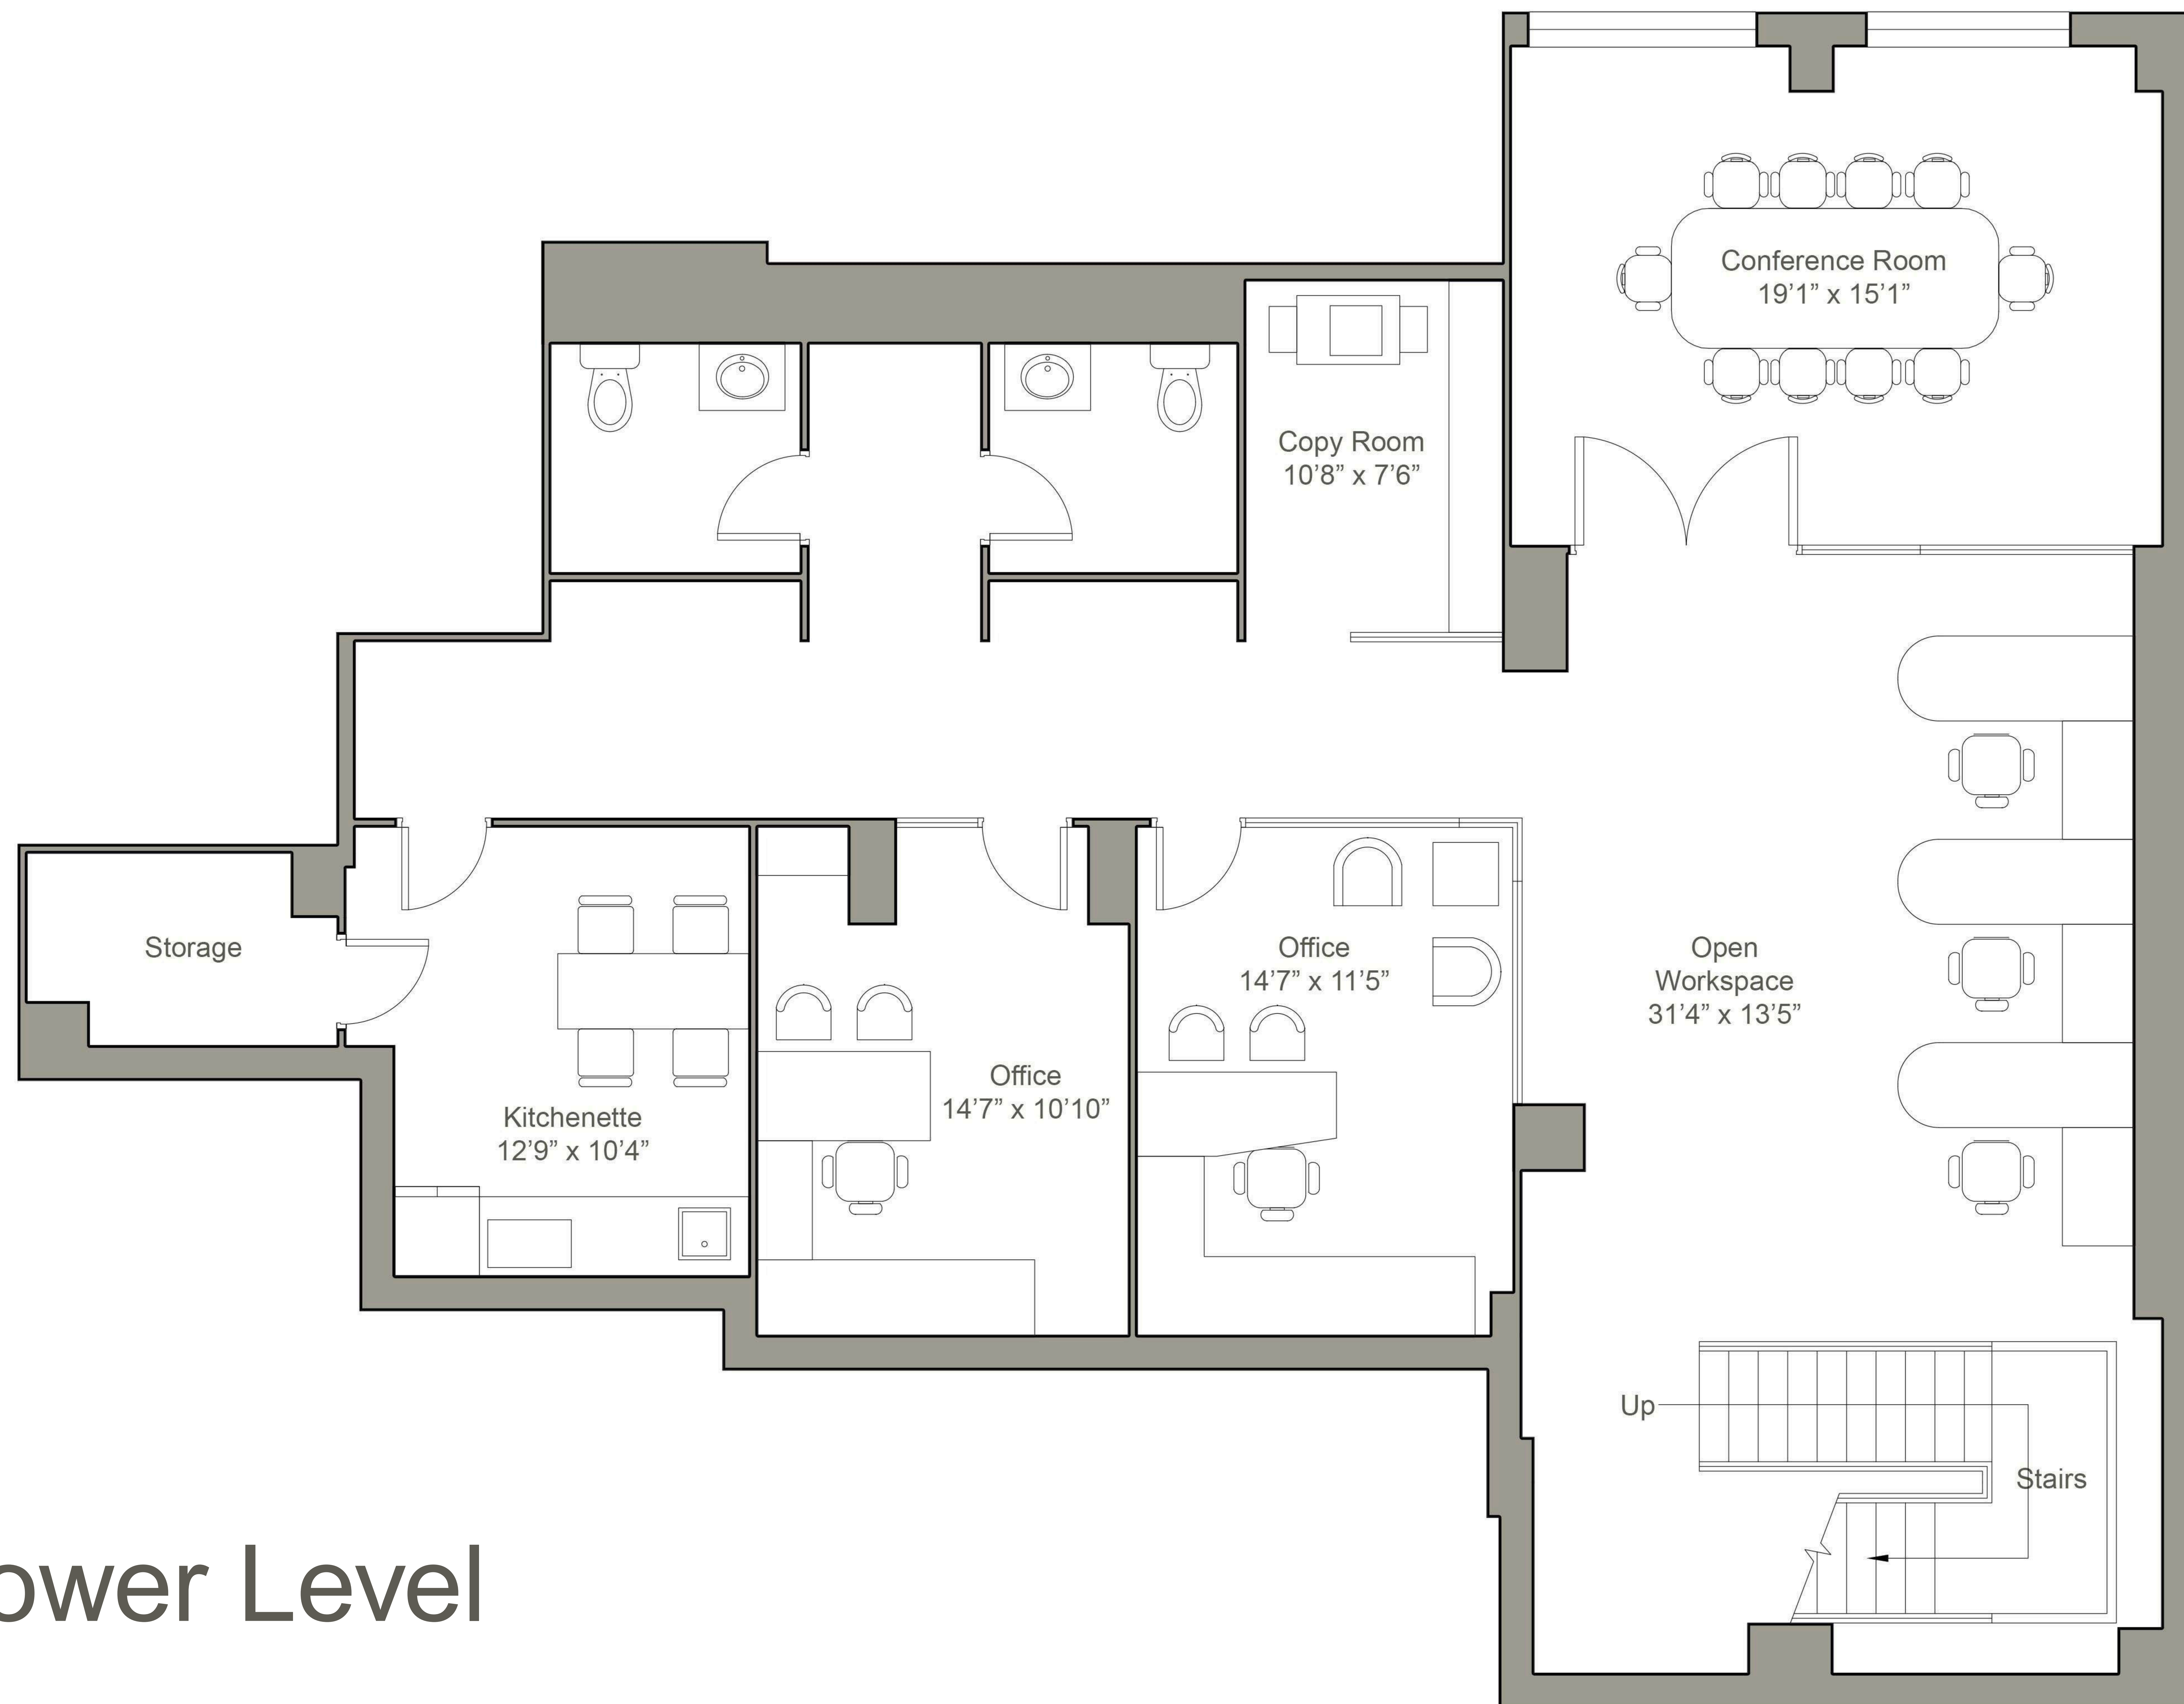 Conference Room
19’1” x 15’1”
Copy Room
10’8” x 7’6”
Storage
Office
14’7” x 11’5”
Open
Workspace
31’4” x 13’5”
Office
14’7” x 10’10”
Kitchenette
12’9” x 10’4”
Up
Stairs
ower Level